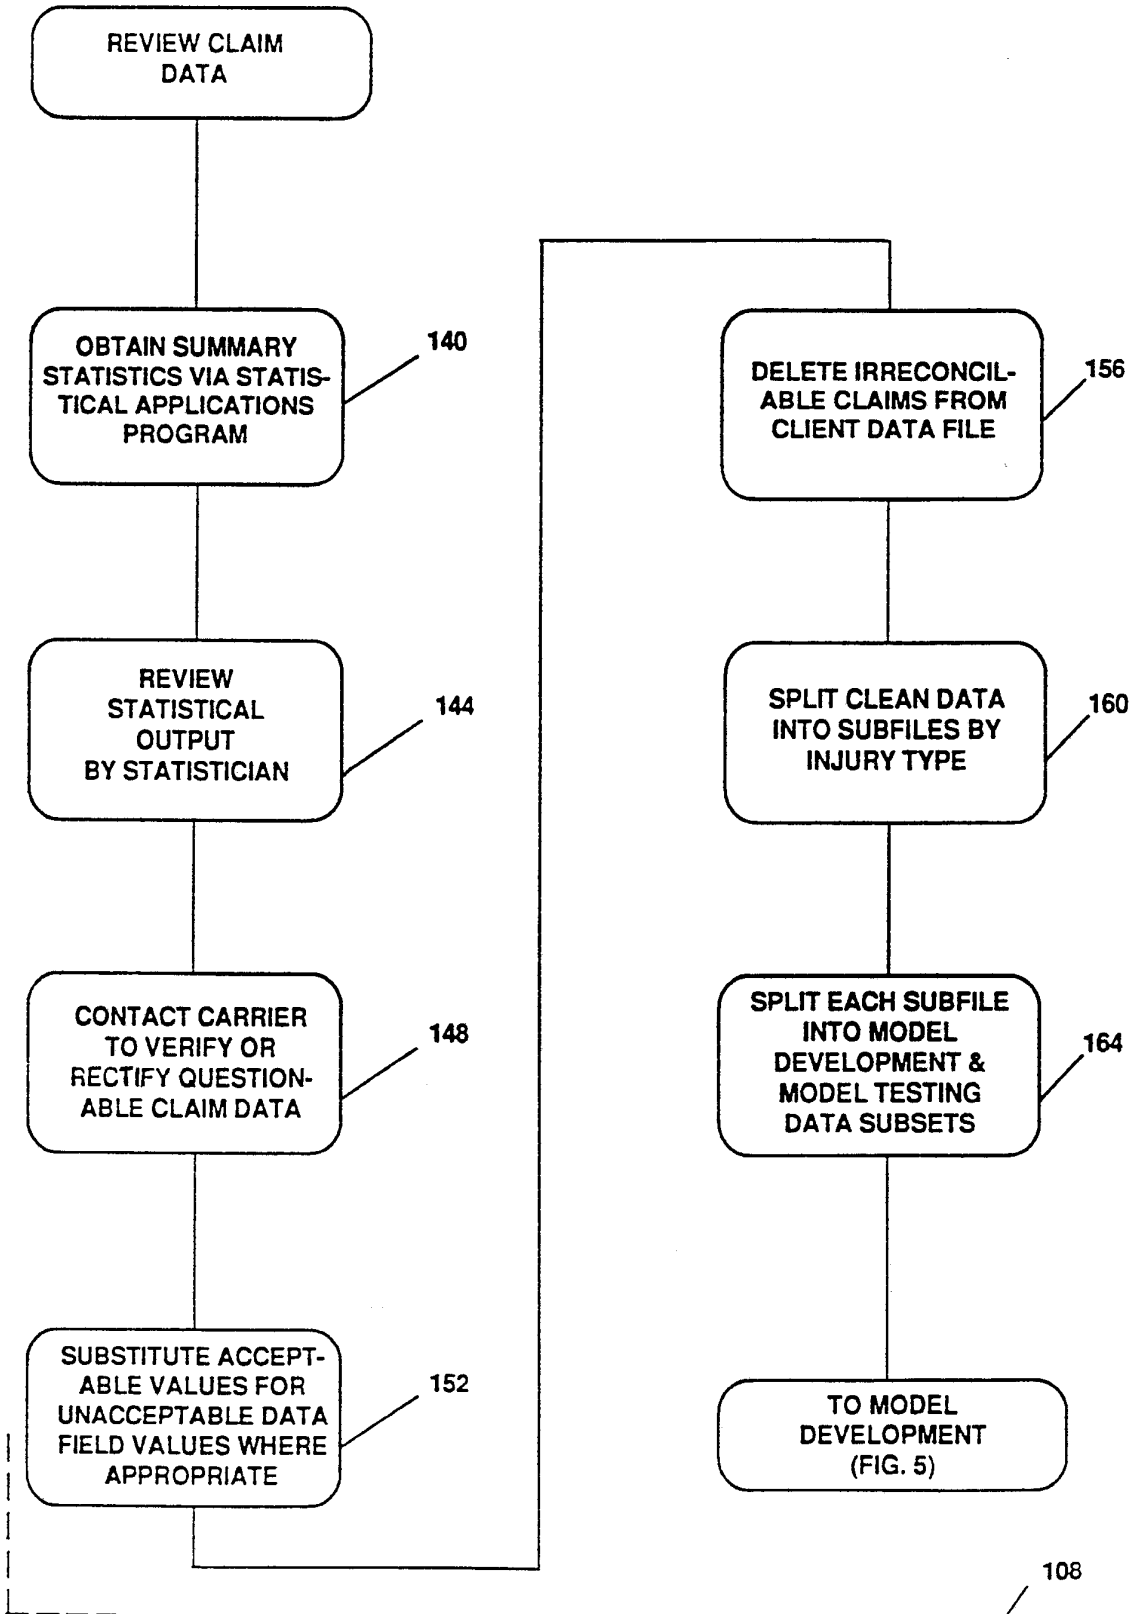 REVIEW CLAIM
DATA
OBTAIN SUMMARY
STATISTICS VIA STATIS-
TICAL APPLICATIONS
PROGRAM
140
REVIEW
STATISTICAL
OUTPUT
BY STATISTICIAN
144
CONTACT CARRIER
TO VERIFY OR
RECTIFY QUESTION-
ABLE CLAIM DATA
148
SUBSTITUTE ACCEPT-
ABLE VALUES FOR
UNACCEPTABLE DATA
FIELD VALUES WHERE
APPROPRIATE
152
DELETE IRRECONCIL-
ABLE CLAIMS FROM
CLIENT DATA FILE
156
SPLIT CLEAN DATA
INTO SUBFILES BY
INJURY TYPE
160
SPLIT EACH SUBFILE
INTO MODEL
DEVELOPMENT &
MODEL TESTING
DATA SUBSETS
164
TO MODEL
DEVELOPMENT
(FIG. 5)
108